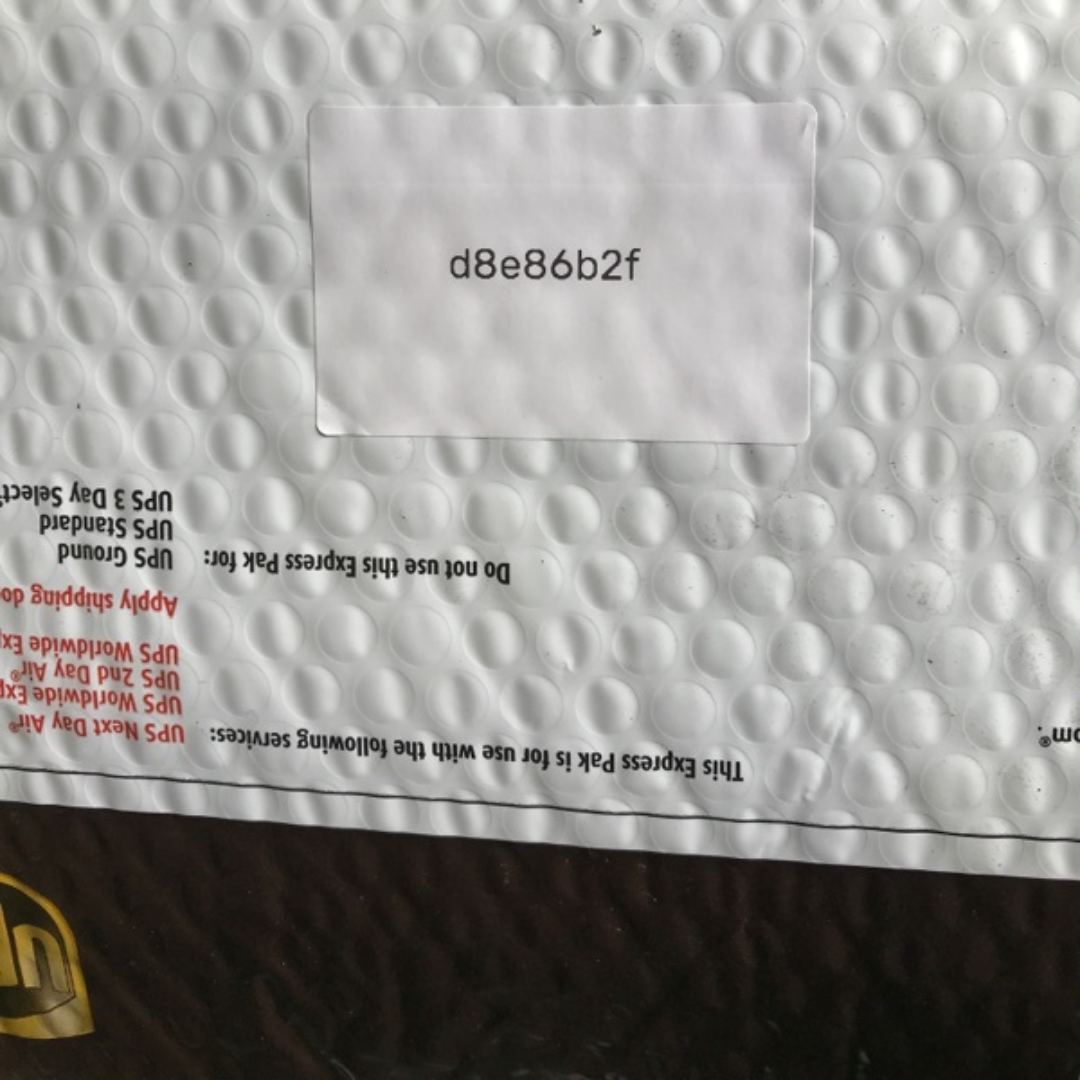 d8e86b2f
This Express Pak is for use with the following services:
UPS Next Day Air®
UPS Worldwide
UPS 2nd Day Air®
UPS Worldwide
Apply shipping
Do not use this Express Pak for:
UPS Ground
UPS Standard
UPS 3 Day Select